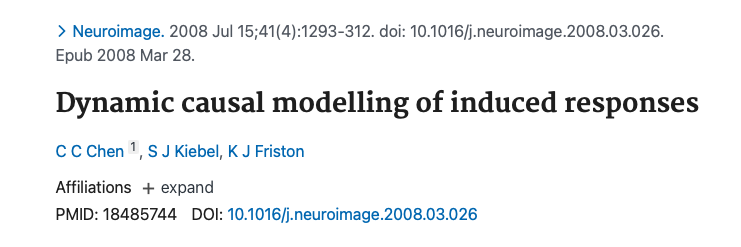 > Neuroimage. 2008 Jul 15;41(4):1293-312. doi: 10.1016/j.neuroimage.2008.03.026.
Epub 2008 Mar 28.
Dynamic causal modelling of induced responses
C C Chen 1, S J Kiebel, K J Friston
Affiliations + expand
PMID: 18485744 DOI: 10.1016/j.neuroimage.2008.03.026